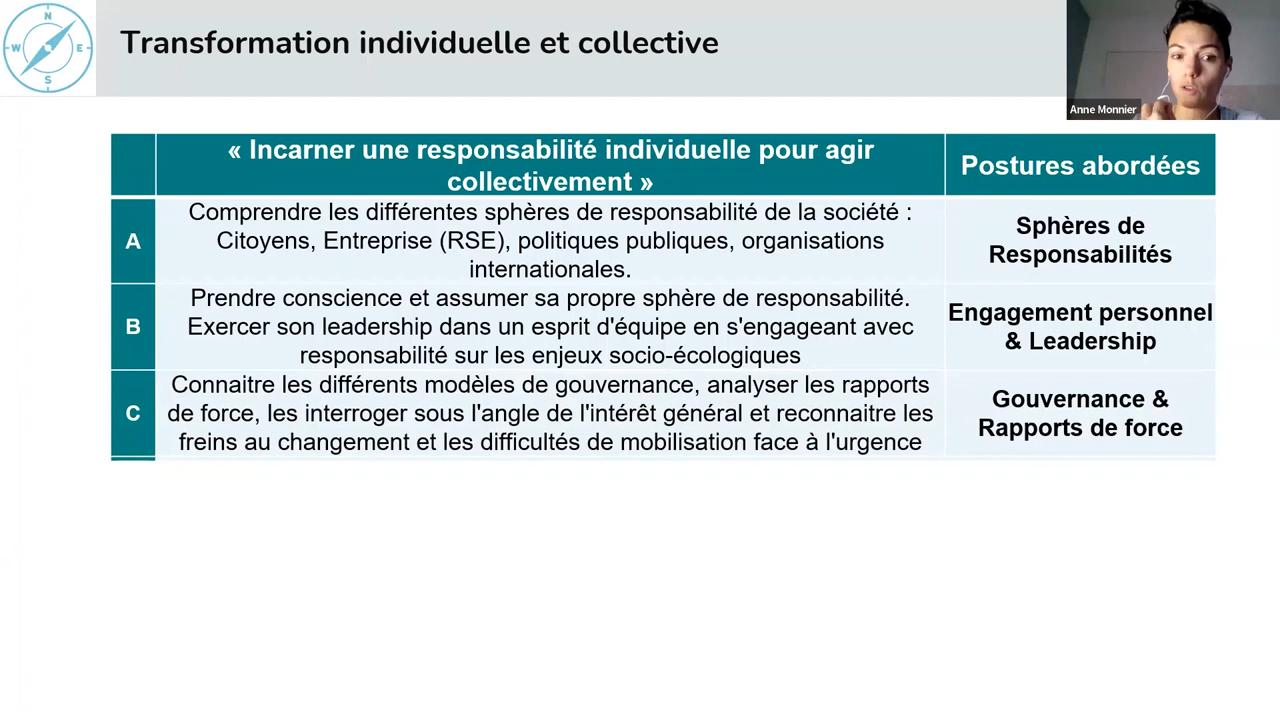 N
W
E
S
Transformation individuelle et collective
Anne Monnier
« Incarner une responsabilité individuelle pour agir
collectivement »
Postures abordées
A
Comprendre les différentes sphères de responsabilité de la société :
Citoyens, Entreprise (RSE), politiques publiques, organisations
internationales.
Sphères de
Responsabilités
B
Prendre conscience et assumer sa propre sphère de responsabilité.
Exercer son leadership dans un esprit d'équipe en s'engageant avec
responsabilité sur les enjeux socio-écologiques
Engagement personnel
& Leadership
C
Connaitre les différents modèles de gouvernance, analyser les rapports
de force, les interroger sous l'angle de l'intérêt général et reconnaitre les
freins au changement et les difficultés de mobilisation face à l'urgence
Gouvernance &
Rapports de force